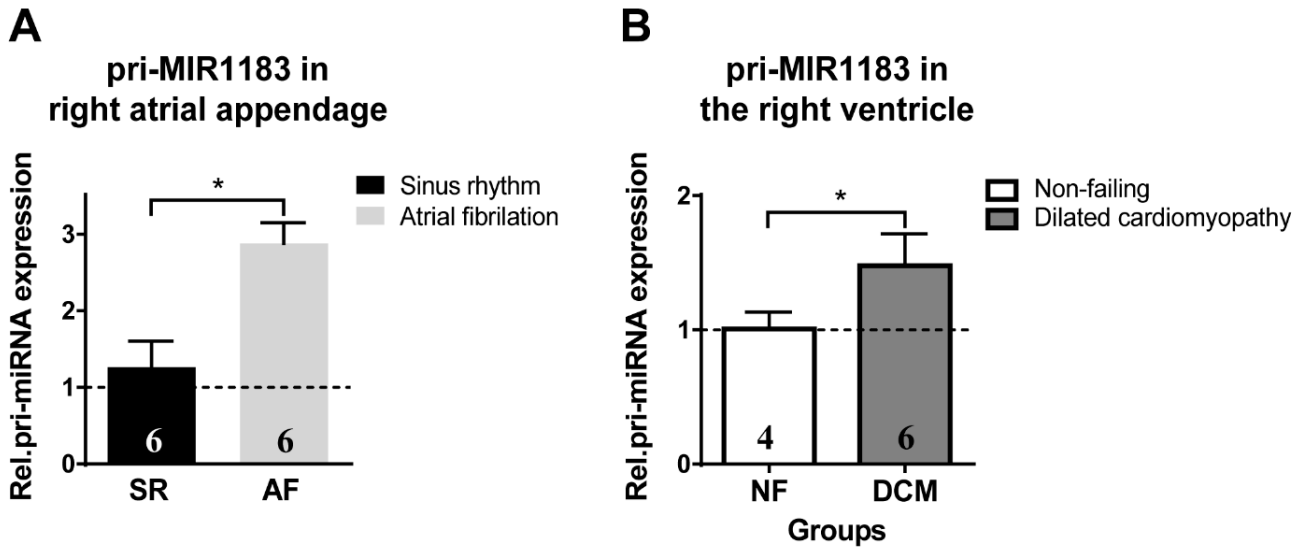 A
pri-MIR1183 in
right atrial appendage
Rel.pri-miRNA expression
3
2
1
0
*
6
6
SR
AF
Sinus rhythm
Atrial fibrilation
B
pri-MIR1183 in
the right ventricle
Rel.pri-miRNA expression
2
1
0
*
4
6
NF
DCM
Groups
Non-failing
Dilated cardiomyopathy